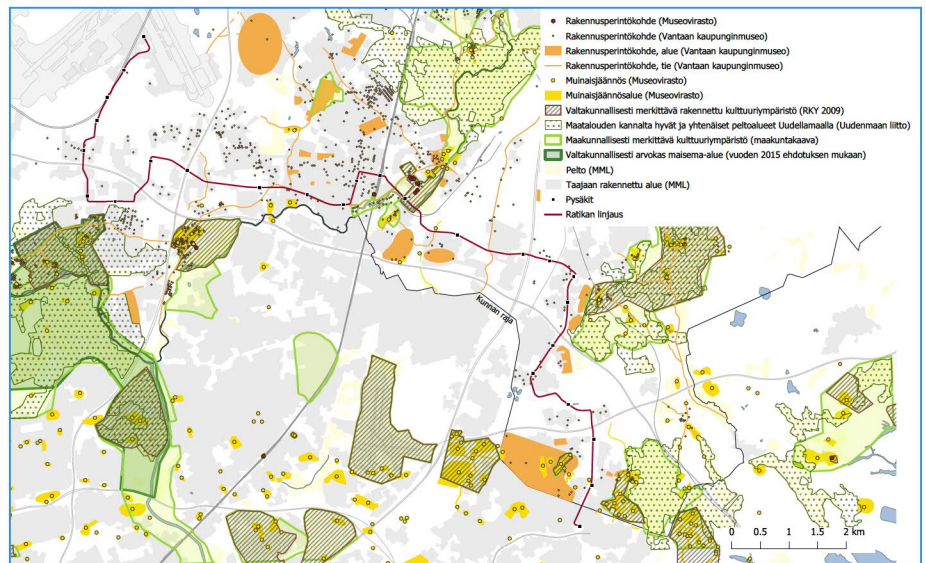 Rakennusperintökohde (Museovirasto)
Rakennusperintökohde (Vantaan kaupunginmuseo)
Rakennusperintökohde, alue (Vantaan kaupunginmuseo)
Rakennusperintökohde, tie (Vantaan kaupunginmuseo)
Muinaisjäännös (Museovirasto)
Muinaisjäännösalue (Museovirasto)
Valtakunnallisesti merkittävä rakennettu kulttuuriympäristö (RKY 2009)
Maatalouden kannalta hyvät ja yhtenäiset peltoalueet Uudellamaalla (Uudenmaan liitto)
Maakunnallisesti merkittävä kulttuuriympäristö (maakuntakaava)
Valtakunnallisesti arvokas maisema-alue (vuoden 2015 ehdotuksen mukaan)
Pelto (MML)
Taajaan rakennettu alue (MML)
Pysäkit
Ratikan linjaus
Kunnan raja
0 0.5 1 1.5 2 km